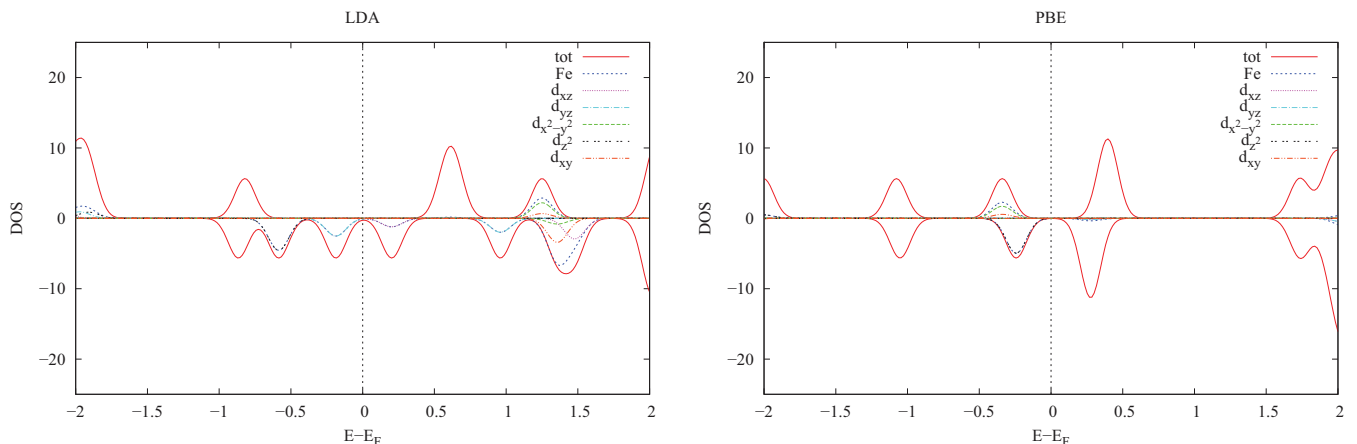 LDA
20
10
0
−10
−20
DOS
−2
−1.5
−1
−0.5
0
0.5
1
1.5
2
E−E_F
tot
Fe
d_xz
d_yz
d_x²−y²
d_z²
d_xy
PBE
20
10
0
−10
−20
DOS
−2
−1.5
−1
−0.5
0
0.5
1
1.5
2
E−E_F
tot
Fe
d_xz
d_yz
d_x²−y²
d_z²
d_xy